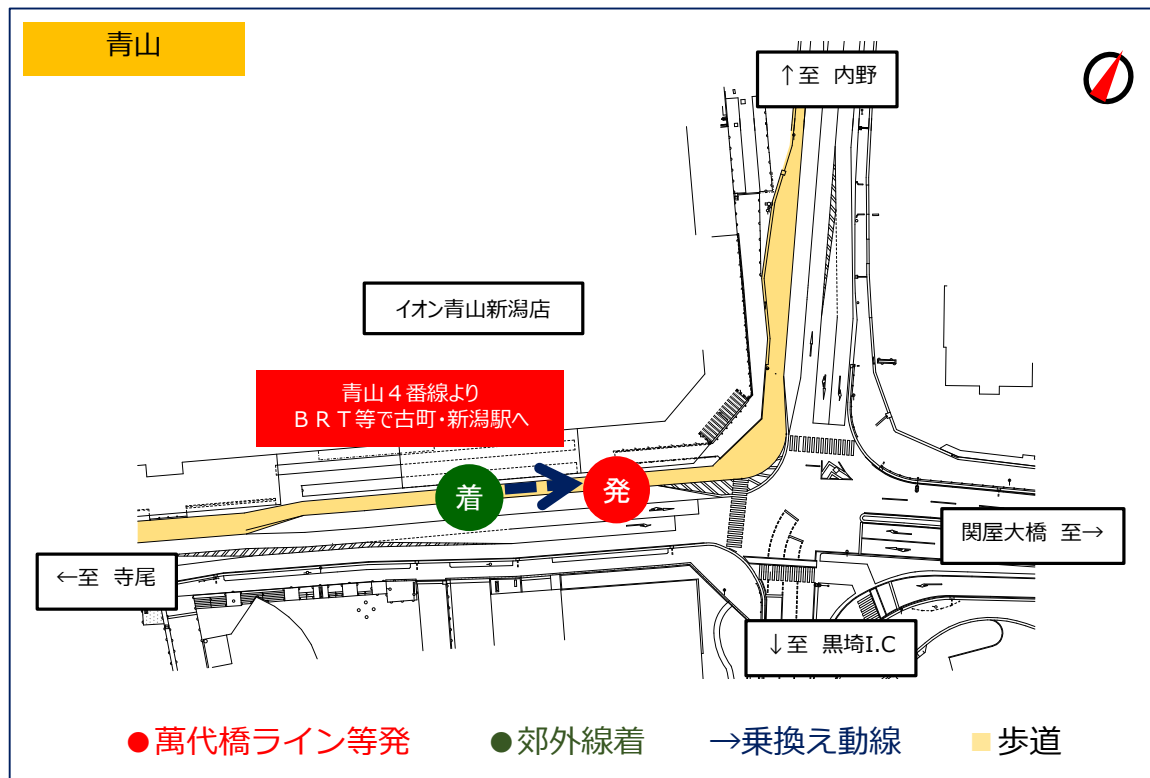 青山
↑至 内野
イオン青山新潟店
青山４番線より
ＢＲＴ等で古町・新潟駅へ
着
発
関屋大橋 至→
←至 寺尾
↓至 黒埼I.C
●萬代橋ライン等発 ●郊外線着 →乗換え動線 ■歩道